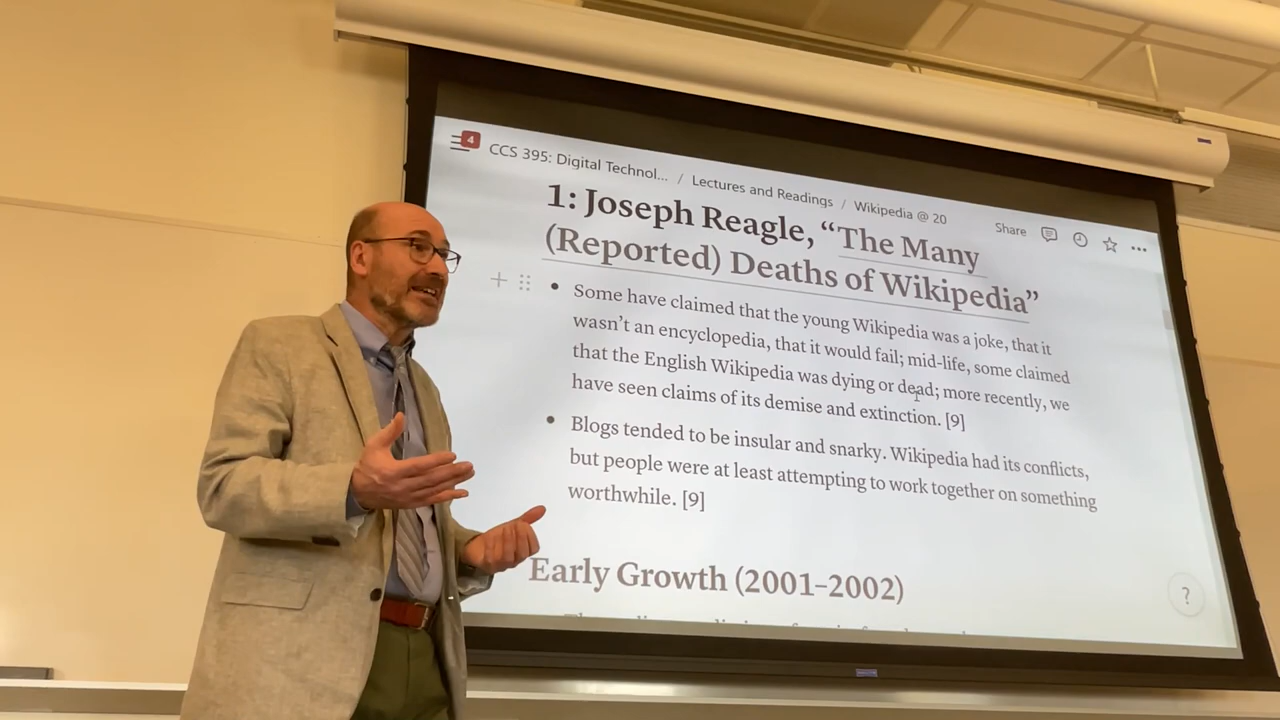 4
CCS 395: Digital Technol... / Lectures and Readings / Wikipedia @ 20
Share
1: Joseph Reagle, “The Many
(Reported) Deaths of Wikipedia”
• Some have claimed that the young Wikipedia was a joke, that it
wasn’t an encyclopedia, that it would fail; mid-life, some claimed
that the English Wikipedia was dying or dead; more recently, we
have seen claims of its demise and extinction. [9]
• Blogs tended to be insular and snarky. Wikipedia had its conflicts,
but people were at least attempting to work together on something
worthwhile. [9]
Early Growth (2001–2002)
?